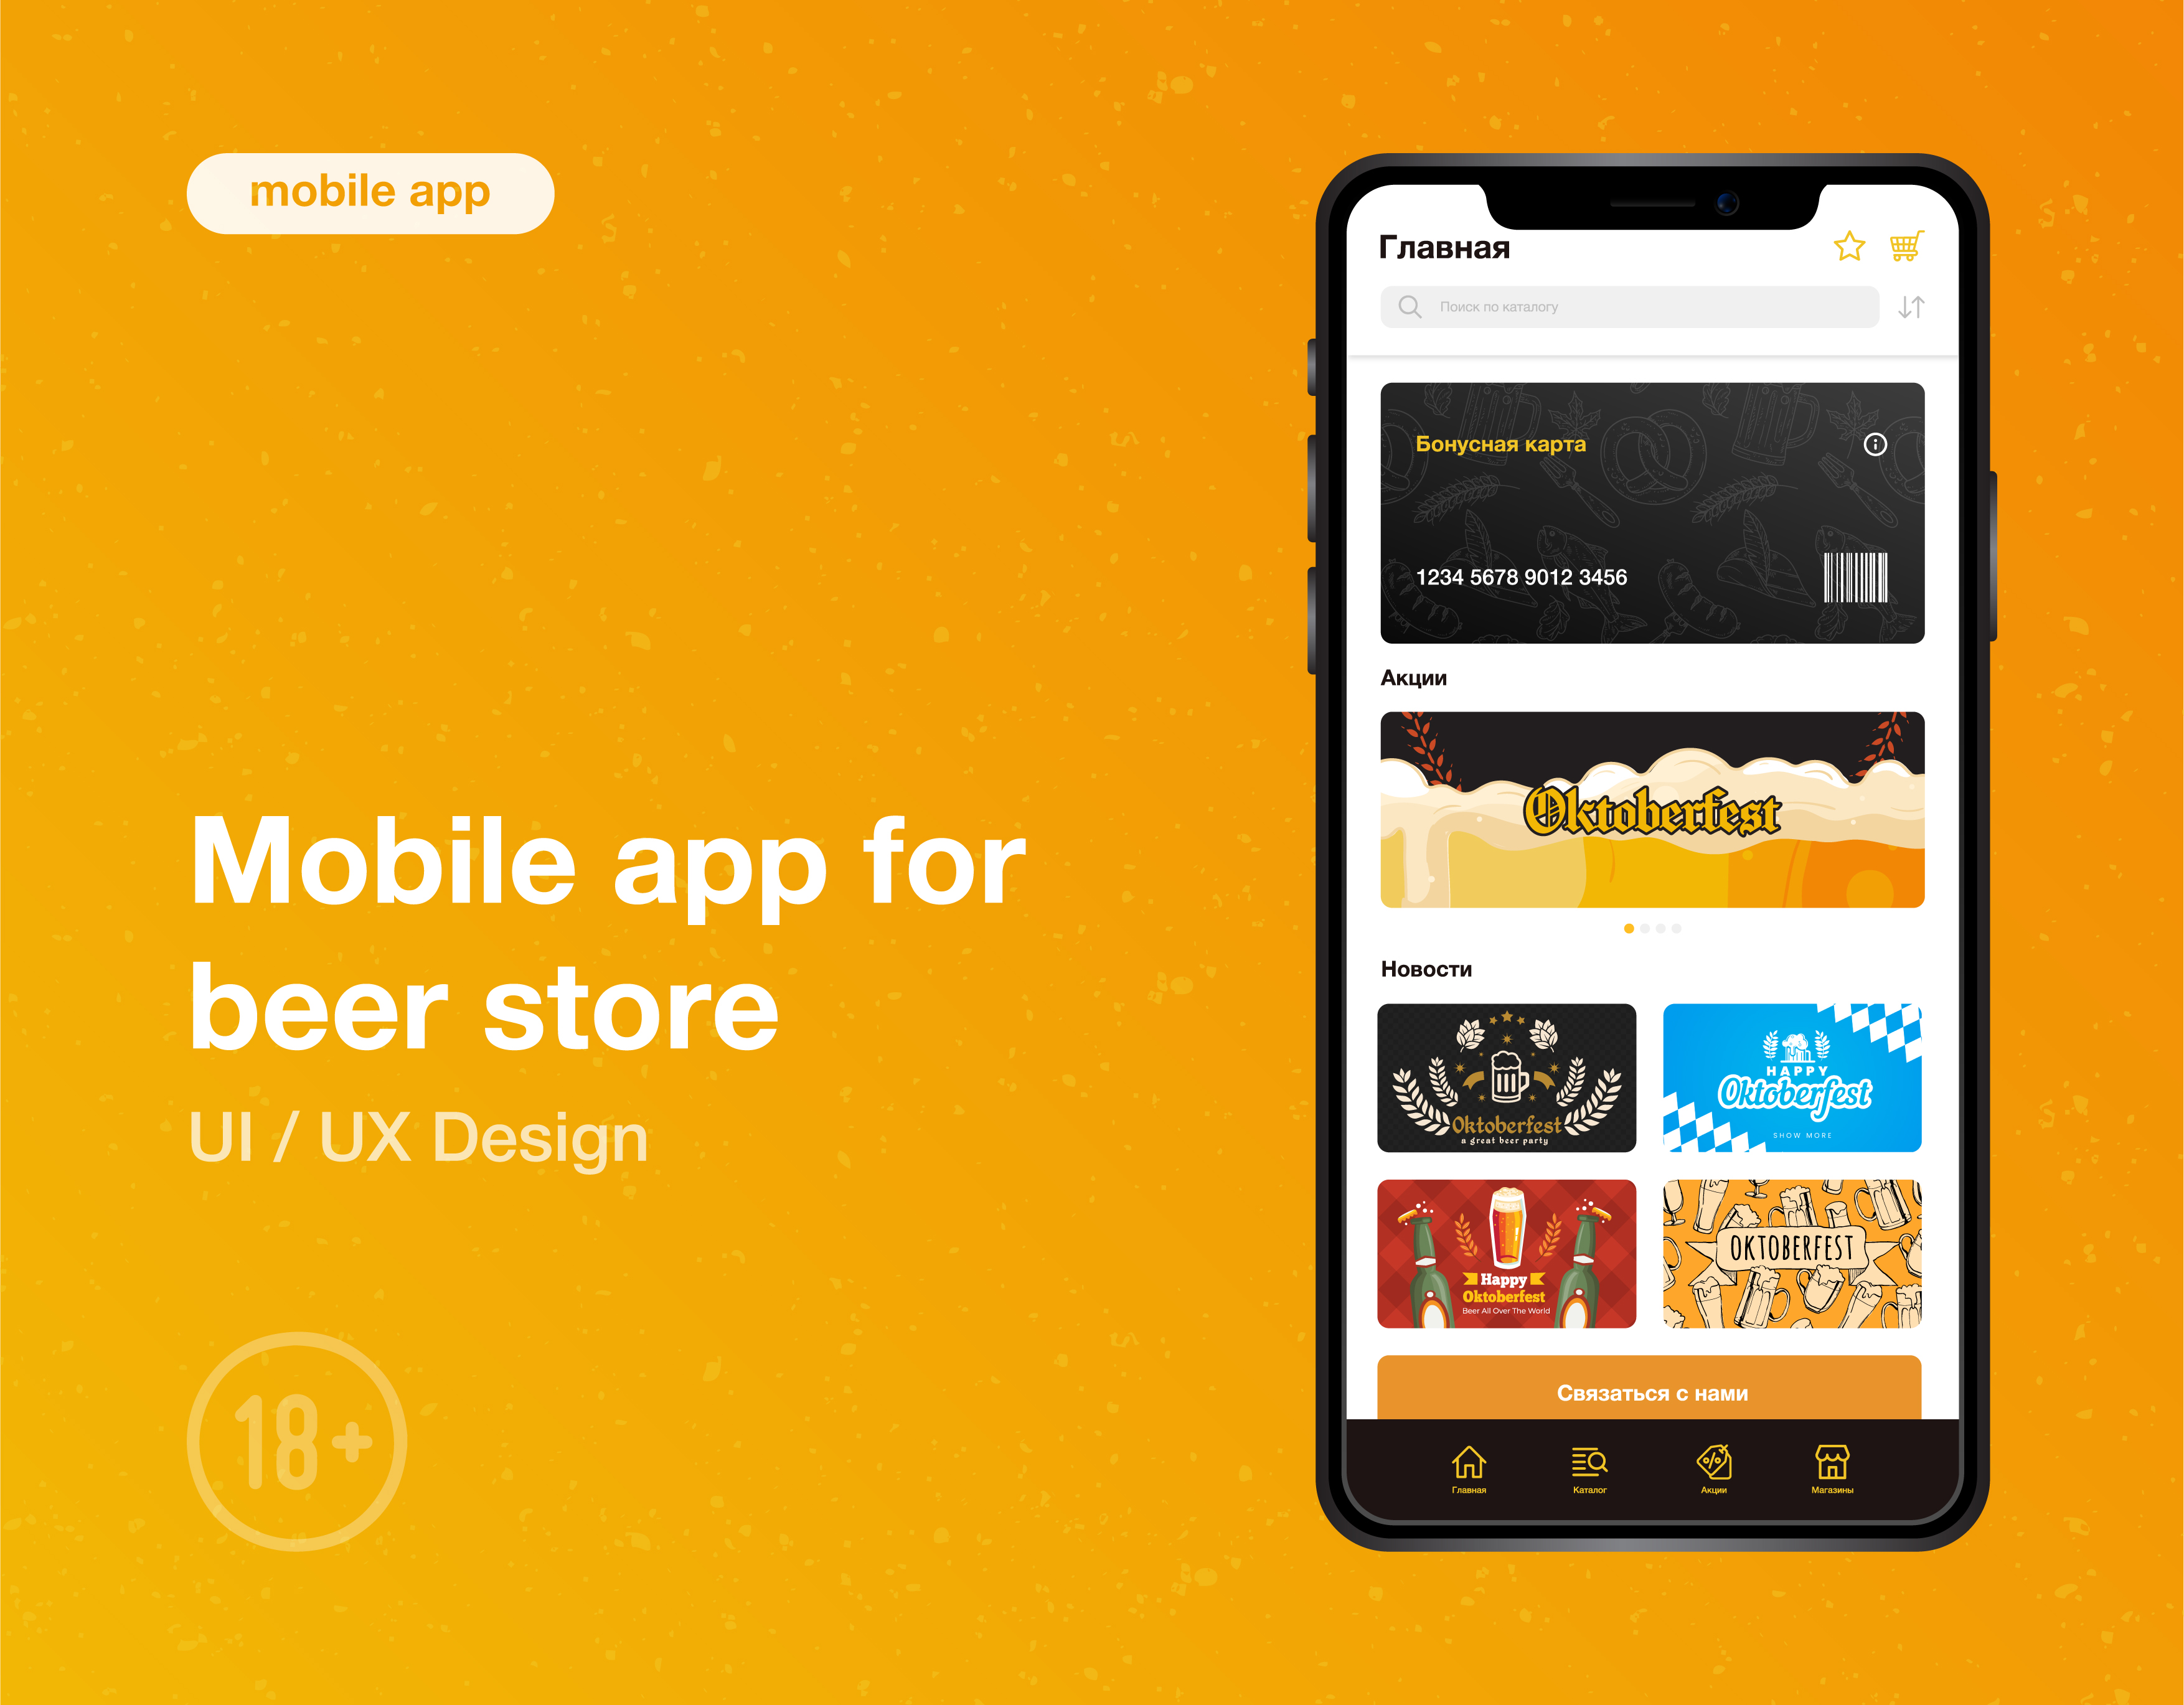 mobile app
Mobile app for
beer store
UI / UX Design
18+
Главная
Поиск по каталогу
Бонусная карта
1234 5678 9012 3456
Акции
Oktoberfest
Новости
Oktoberfest
a great beer party
HAPPY
Oktoberfest
SHOW MORE
Happy
Oktoberfest
Beer All Over The World
OKTOBERFEST
Связаться с нами
Главная
Каталог
Акции
Магазины